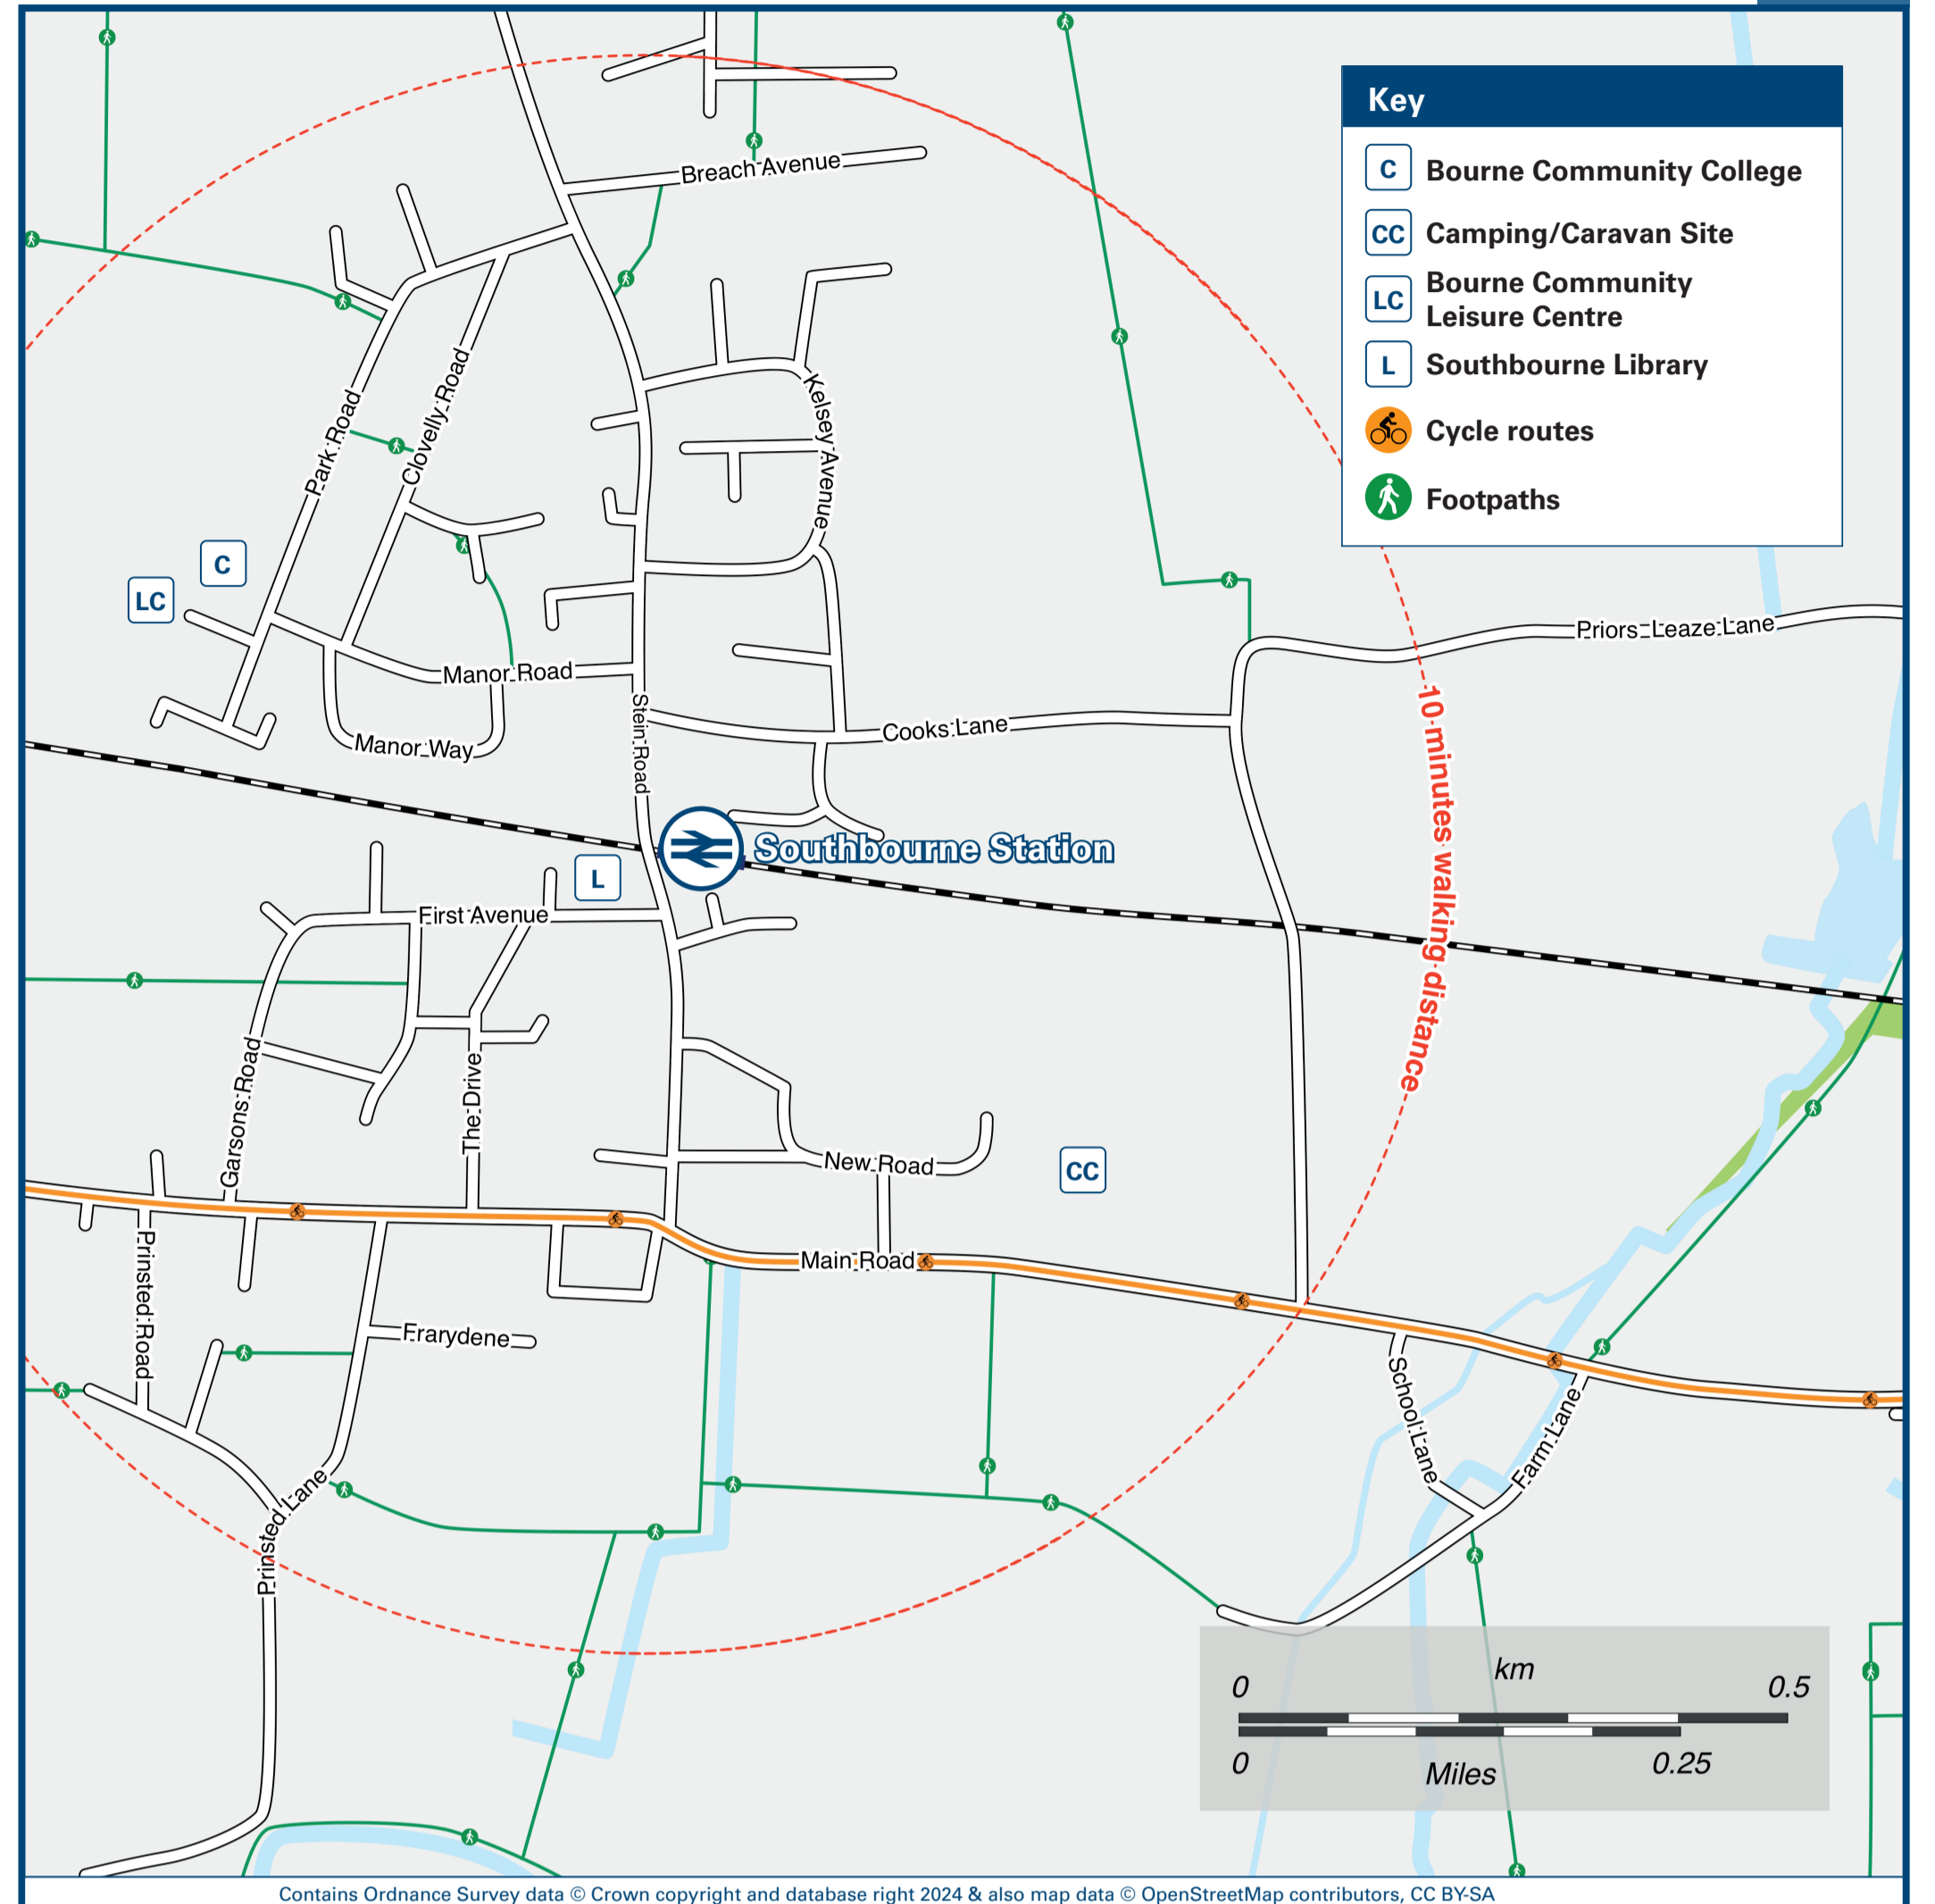 Key
C Bourne Community College
CC Camping/Caravan Site
LC Bourne Community
Leisure Centre
L Southbourne Library
Cycle routes
Footpaths
Breach Avenue
Park Road
Clovelly Road
Kelsey Avenue
C
LC
Priors Leaze Lane
Manor Road
Stein Road
Cooks Lane
Manor Way
10 minutes walking distance
Southbourne Station
L
First Avenue
Garsons Road
The Drive
New Road
CC
Main Road
Prinsted Road
Frarydene
School Lane
Farm Lane
Prinsted Lane
km
0 0.5
0 0.25
Miles
Contains Ordnance Survey data © Crown copyright and database right 2024 & also map data © OpenStreetMap contributors, CC BY-SA